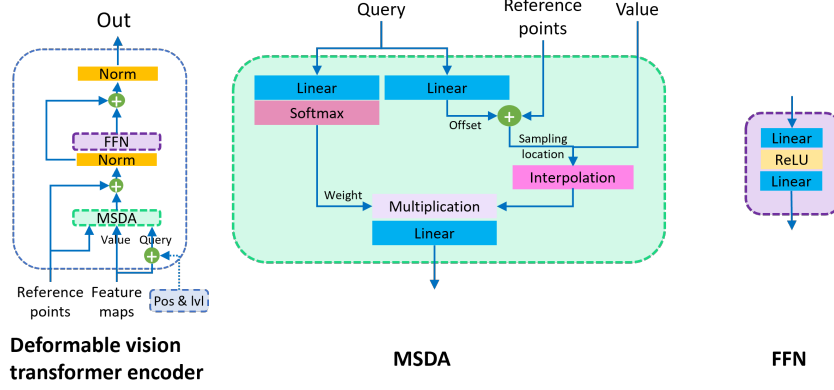 Out
Norm
+
FFN
Norm
+
MSDA
Value
Query
+
Reference
points
Feature
maps
Pos & lvl
Deformable vision
transformer encoder
Query
Reference
points
Value
Linear
Linear
Softmax
Offset
+
Sampling
location
Interpolation
Weight
Multiplication
Linear
MSDA
Linear
ReLU
Linear
FFN